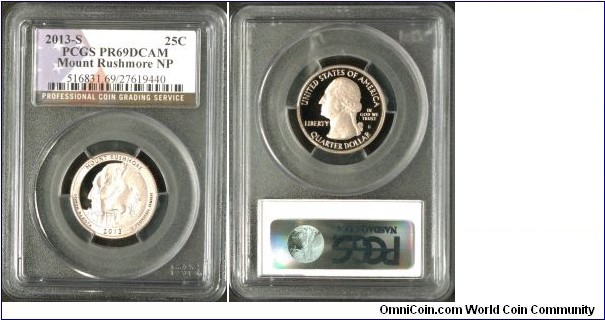 2013-S 25C
PCGS PR69DCAM
Mount Rushmore NP
516831.69/27619440
PROFESSIONAL COIN GRADING SERVICE
MOUNT RUSHMORE
2013
UNITED STATES OF AMERICA
LIBERTY
IN
GOD WE
TRUST
S
QUARTER DOLLAR
PCGS
OmniCoin.com World Coin Community